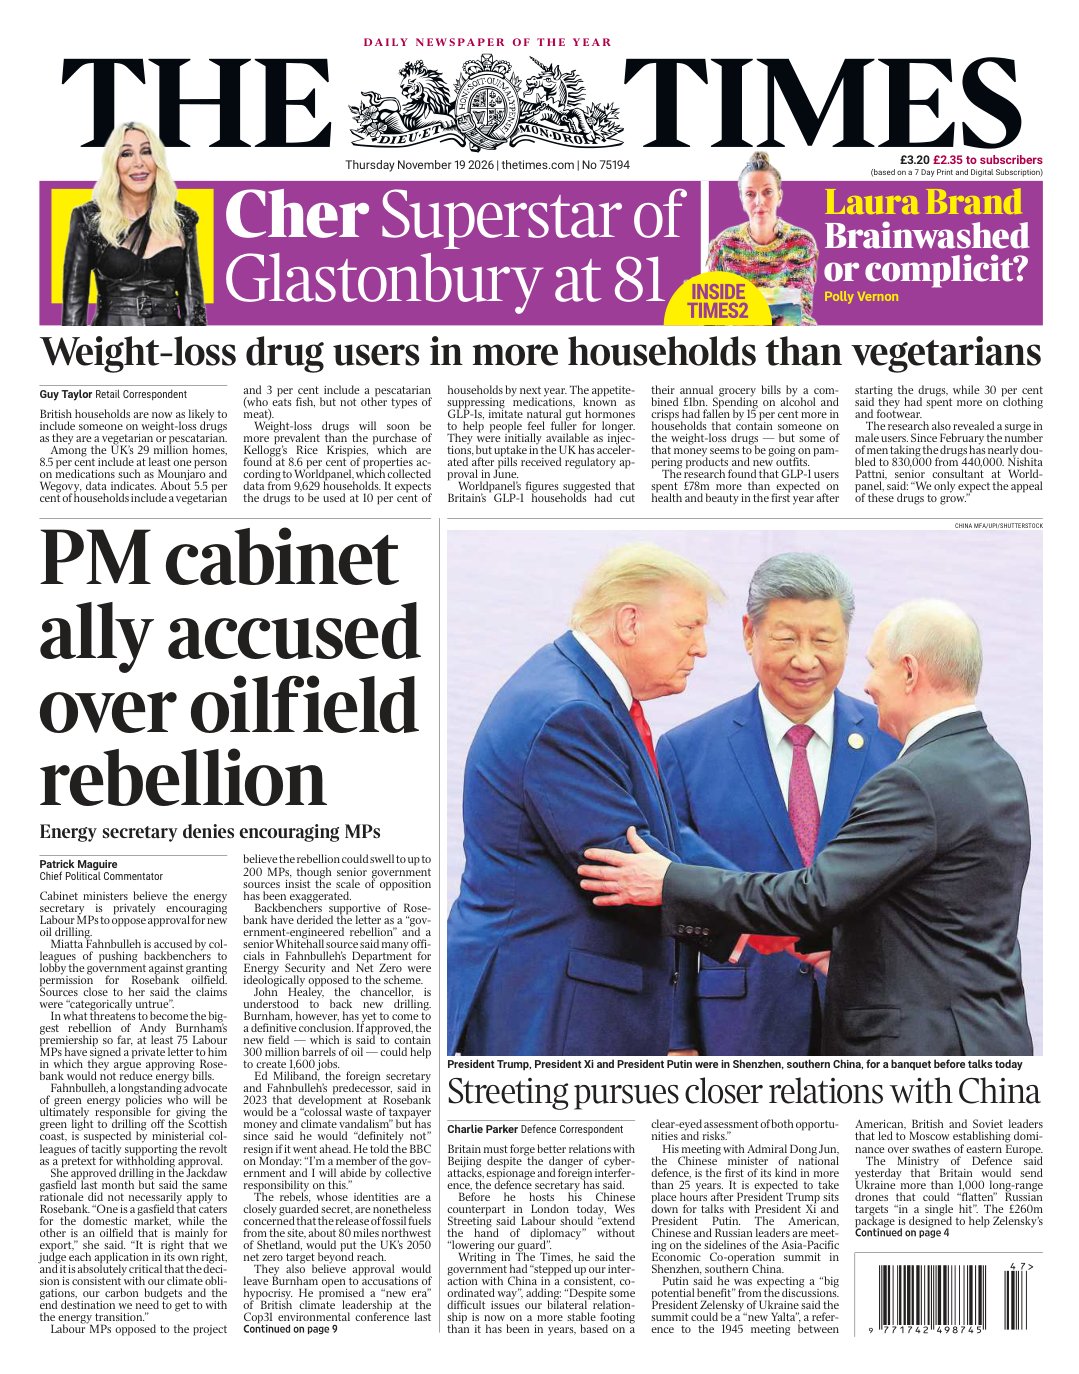 DAILY NEWSPAPER OF THE YEAR
THE TIMES
HONI·SOIT·QUI·MAL·Y·PENSE
DIEU·ET MON·DROIT
Thursday November 19 2026 | thetimes.com | No 75194
£3.20 £2.35 to subscribers
(based on a 7 Day Print and Digital Subscription)
Cher Superstar of
Glastonbury at 81
INSIDE
TIMES2
Laura Brand
Brainwashed
or complicit?
Polly Vernon
Weight-loss drug users in more households than vegetarians
Guy Taylor Retail Correspondent
British households are now as likely to
include someone on weight-loss drugs
as they are a vegetarian or pescatarian.
Among the UK's 29 million homes,
8.5 per cent include at least one person
on medications such as Mounjaro and
Wegovy, data indicates. About 5.5 per
cent of households include a vegetarian
and 3 per cent include a pescatarian
(who eats fish, but not other types of
meat).
Weight-loss drugs will soon be
more prevalent than the purchase of
Kellogg's Rice Krispies, which are
found at 8.6 per cent of properties ac-
cording to Worldpanel, which collected
data from 9,629 households. It expects
the drugs to be used at 10 per cent of
households by next year. The appetite-
suppressing medications, known as
GLP-1s, imitate natural gut hormones
to help people feel fuller for longer.
They were initially available as injec-
tions, but uptake in the UK has acceler-
ated after pills received regulatory ap-
proval in June.
Worldpanel's figures suggested that
Britain's GLP-1 households had cut
their annual grocery bills by a com-
bined £1bn. Spending on alcohol and
crisps had fallen by 15 per cent more in
households that contain someone on
the weight-loss drugs — but some of
that money seems to be going on pam-
pering products and new outfits.
The research found that GLP-1 users
spent £78m more than expected on
health and beauty in the first year after
starting the drugs, while 30 per cent
said they had spent more on clothing
and footwear.
The research also revealed a surge in
male users. Since February the number
of men taking the drugs has nearly dou-
bled to 830,000 from 440,000. Nishita
Pattni, senior consultant at World-
panel, said: "We only expect the appeal
of these drugs to grow."
PM cabinet
ally accused
over oilfield
rebellion
Energy secretary denies encouraging MPs
Patrick Maguire
Chief Political Commentator
Cabinet ministers believe the energy
secretary is privately encouraging
Labour MPs to oppose approval for new
oil drilling.
Miatta Fahnbulleh is accused by col-
leagues of pushing backbenchers to
lobby the government against granting
permission for Rosebank oilfield.
Sources close to her said the claims
were "categorically untrue".
In what threatens to become the big-
gest rebellion of Andy Burnham's
premiership so far, at least 75 Labour
MPs have signed a private letter to him
in which they argue approving Rose-
bank would not reduce energy bills.
Fahnbulleh, a longstanding advocate
of green energy policies who will be
ultimately responsible for giving the
green light to drilling off the Scottish
coast, is suspected by ministerial col-
leagues of tacitly supporting the revolt
as a pretext for withholding approval.
She approved drilling in the Jackdaw
gasfield last month but said the same
rationale did not necessarily apply to
Rosebank. "One is a gasfield that caters
for the domestic market, while the
other is an oilfield that is mainly for
export," she said. "It is right that we
judge each application in its own right,
and it is absolutely critical that the deci-
sion is consistent with our climate obli-
gations, our carbon budgets and the
end destination we need to get to with
the energy transition."
Labour MPs opposed to the project
believe the rebellion could swell to up to
200 MPs, though senior government
sources insist the scale of opposition
has been exaggerated.
Backbenchers supportive of Rose-
bank have derided the letter as a "gov-
ernment-engineered rebellion" and a
senior Whitehall source said many offi-
cials in Fahnbulleh's Department for
Energy Security and Net Zero were
ideologically opposed to the scheme.
John Healey, the chancellor, is
understood to back new drilling.
Burnham, however, has yet to come to
a definitive conclusion. If approved, the
new field — which is said to contain
300 million barrels of oil — could help
to create 1,600 jobs.
Ed Miliband, the foreign secretary
and Fahnbulleh's predecessor, said in
2023 that development at Rosebank
would be a "colossal waste of taxpayer
money and climate vandalism" but has
since said he would "definitely not"
resign if it went ahead. He told the BBC
on Monday: "I'm a member of the gov-
ernment and I will abide by collective
responsibility on this."
The rebels, whose identities are a
closely guarded secret, are nonetheless
concerned that the release of fossil fuels
from the site, about 80 miles northwest
of Shetland, would put the UK's 2050
net zero target beyond reach.
They also believe approval would
leave Burnham open to accusations of
hypocrisy. He promised a "new era"
of British climate leadership at the
Cop31 environmental conference last
Continued on page 9
CHINA MFA/UPI/SHUTTERSTOCK
President Trump, President Xi and President Putin were in Shenzhen, southern China, for a banquet before talks today
Streeting pursues closer relations with China
Charlie Parker Defence Correspondent
Britain must forge better relations with
Beijing despite the danger of cyber-
attacks, espionage and foreign interfer-
ence, the defence secretary has said.
Before he hosts his Chinese
counterpart in London today, Wes
Streeting said Labour should "extend
the hand of diplomacy" without
"lowering our guard".
Writing in The Times, he said the
government had "stepped up our inter-
action with China in a consistent, co-
ordinated way", adding: "Despite some
difficult issues our bilateral relation-
ship is now on a more stable footing
than it has been in years, based on a
clear-eyed assessment of both opportu-
nities and risks."
His meeting with Admiral Dong Jun,
the Chinese minister of national
defence, is the first of its kind in more
than 25 years. It is expected to take
place hours after President Trump sits
down for talks with President Xi and
President Putin. The American,
Chinese and Russian leaders are meet-
ing on the sidelines of the Asia-Pacific
Economic Co-operation summit in
Shenzhen, southern China.
Putin said he was expecting a "big
potential benefit" from the discussions.
President Zelensky of Ukraine said the
summit could be a "new Yalta", a refer-
ence to the 1945 meeting between
American, British and Soviet leaders
that led to Moscow establishing domi-
nance over swathes of eastern Europe.
The Ministry of Defence said
yesterday that Britain would send
Ukraine more than 1,000 long-range
drones that could "flatten" Russian
targets "in a single hit". The £260m
package is designed to help Zelensky's
Continued on page 4
47>
9 771742 498745